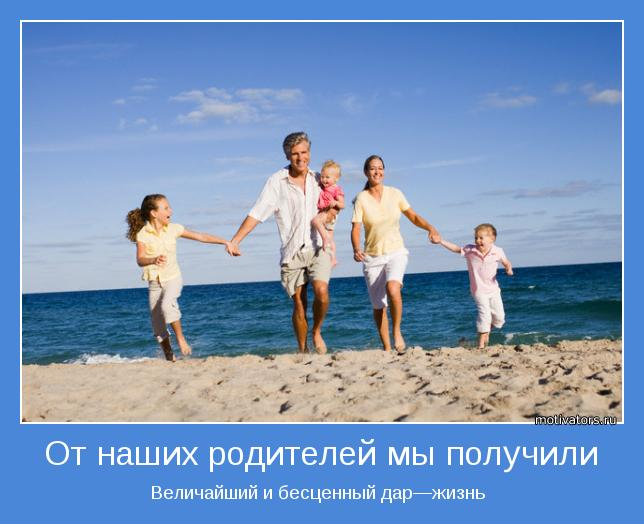 motivators.ru
От наших родителей мы получили
Величайший и бесценный дар—жизнь